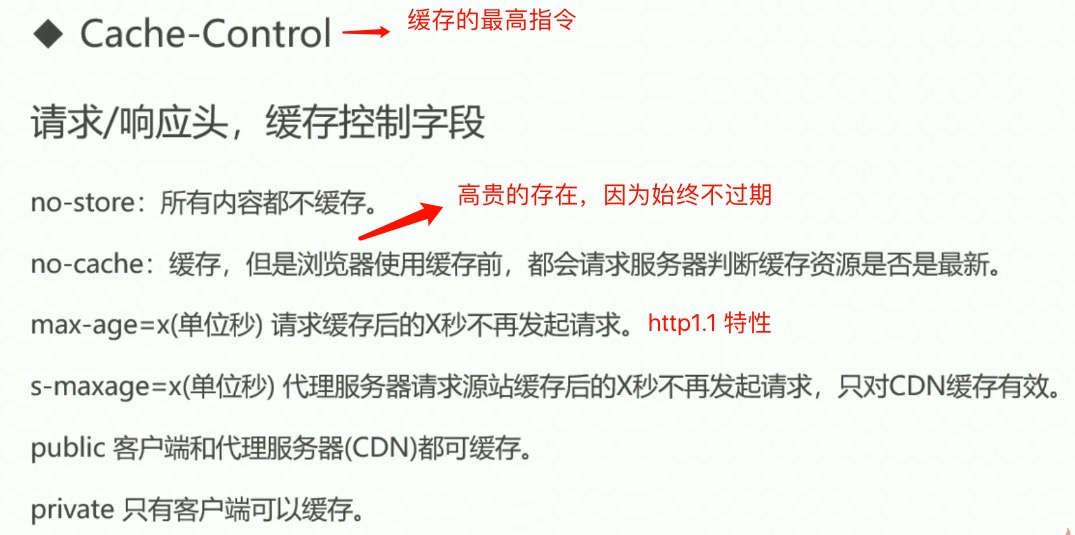 ◆ Cache-Control
缓存的最高指令
请求/响应头，缓存控制字段
no-store：所有内容都不缓存。
高贵的存在，因为始终不过期
no-cache：缓存，但是浏览器使用缓存前，都会请求服务器判断缓存资源是否是最新。
max-age=x(单位秒) 请求缓存后的X秒不再发起请求。 http1.1 特性
s-maxage=x(单位秒) 代理服务器请求源站缓存后的X秒不再发起请求，只对CDN缓存有效。
public 客户端和代理服务器(CDN)都可缓存。
private 只有客户端可以缓存。